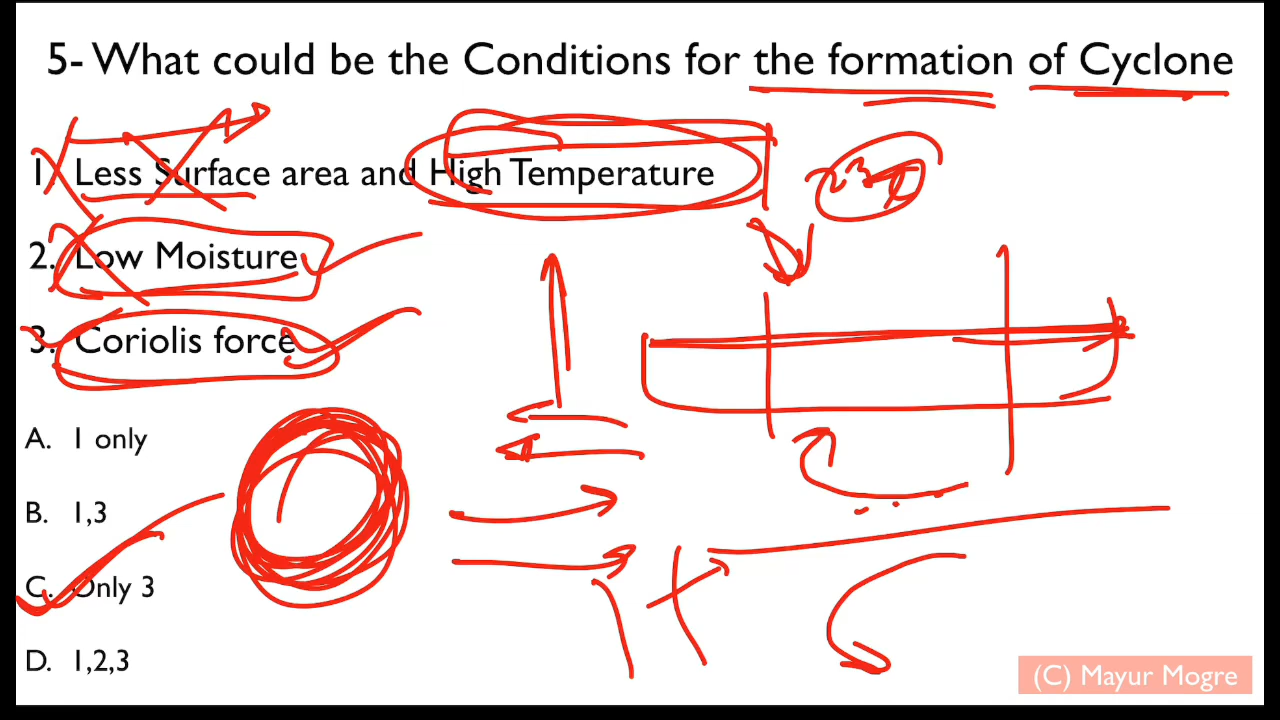 5- What could be the Conditions for the formation of Cyclone
1. Less Surface area and High Temperature
2. Low Moisture
3. Coriolis force
A. 1 only
B. 1,3
C. Only 3
D. 1,2,3
(C) Mayur Mogre